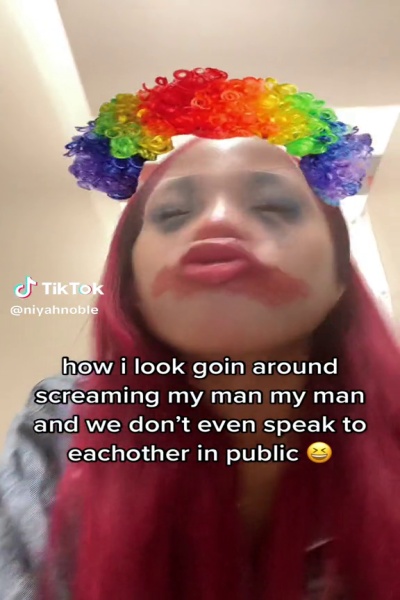 TikTok
@niyahnoble
how i look goin around
screaming my man my man
and we don't even speak to
eachother in public 😆